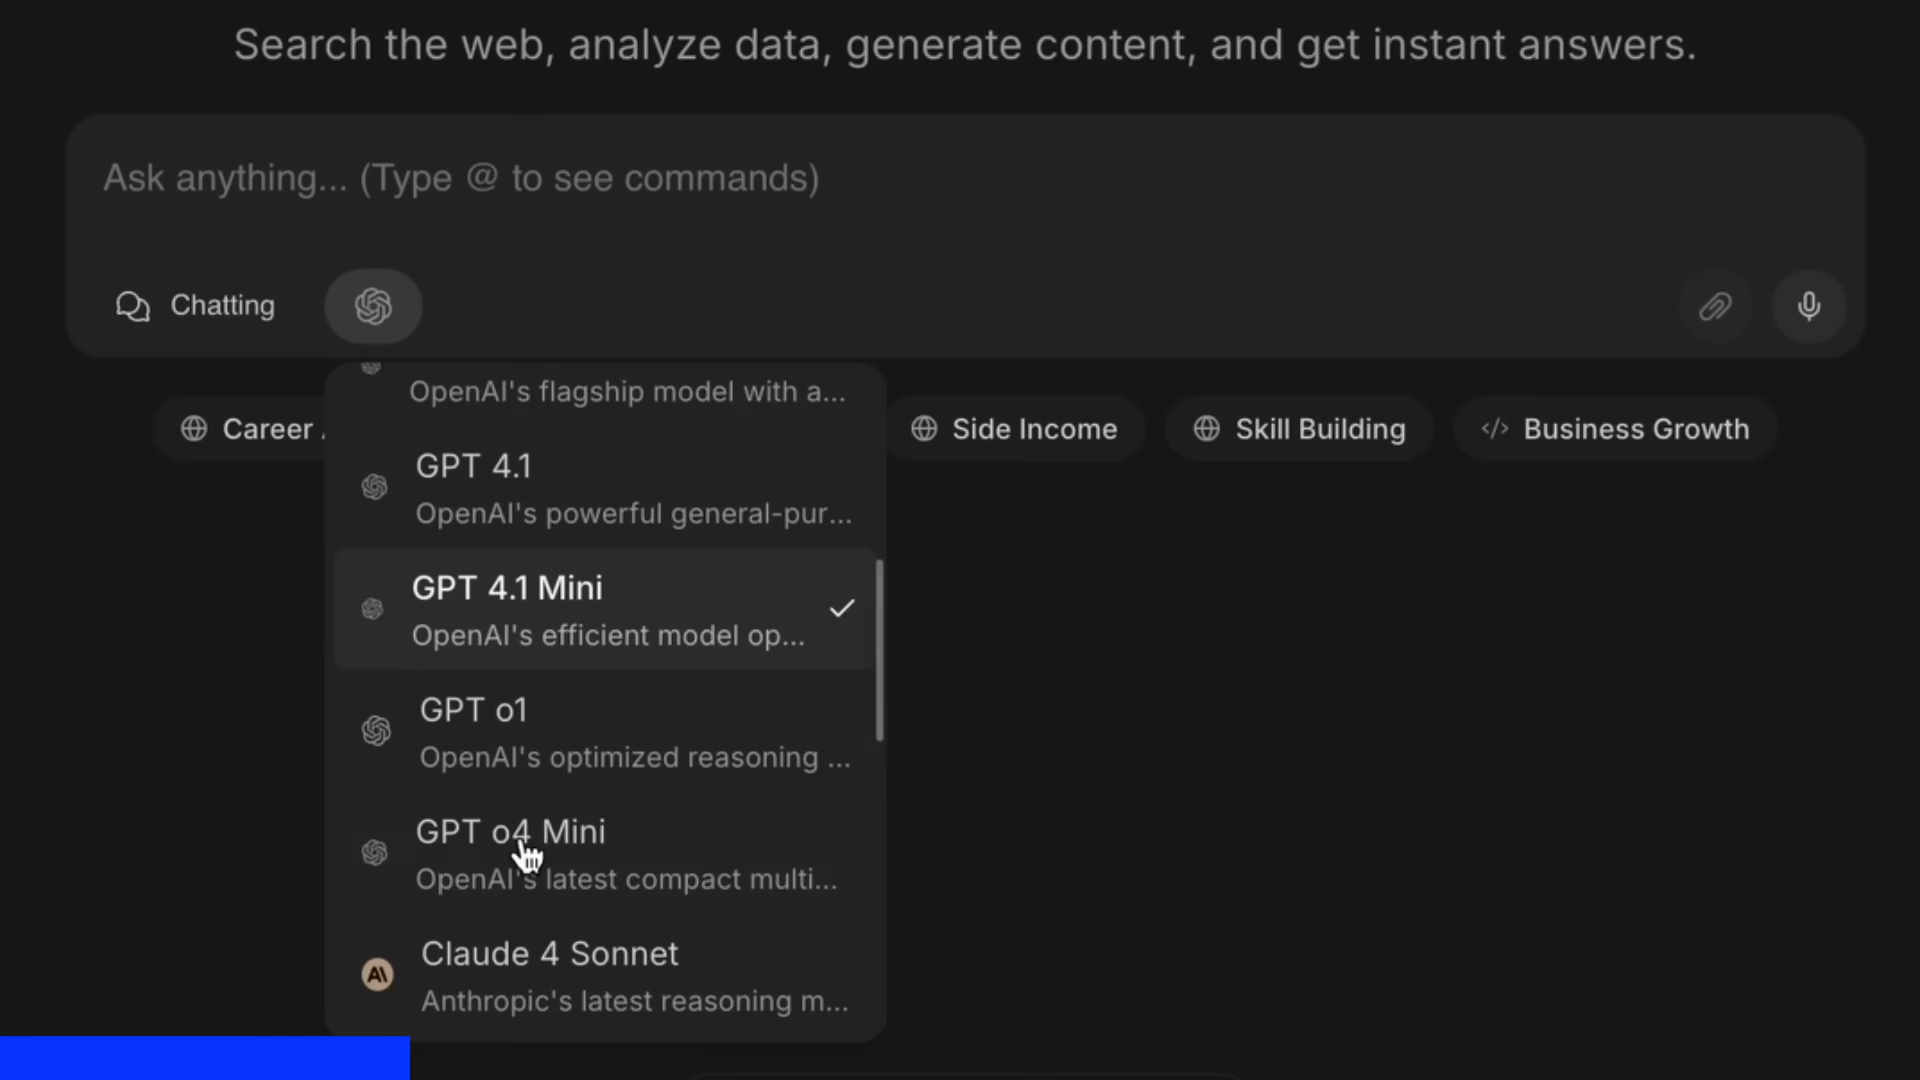 Search the web, analyze data, generate content, and get instant answers.
Ask anything... (Type @ to see commands)
Chatting
OpenAI's flagship model with a...
Career
Side Income
Skill Building
Business Growth
GPT 4.1
OpenAI's powerful general-pur...
GPT 4.1 Mini
OpenAI's efficient model op...
GPT o1
OpenAI's optimized reasoning ...
GPT o4 Mini
OpenAI's latest compact multi...
Claude 4 Sonnet
Anthropic's latest reasoning m...